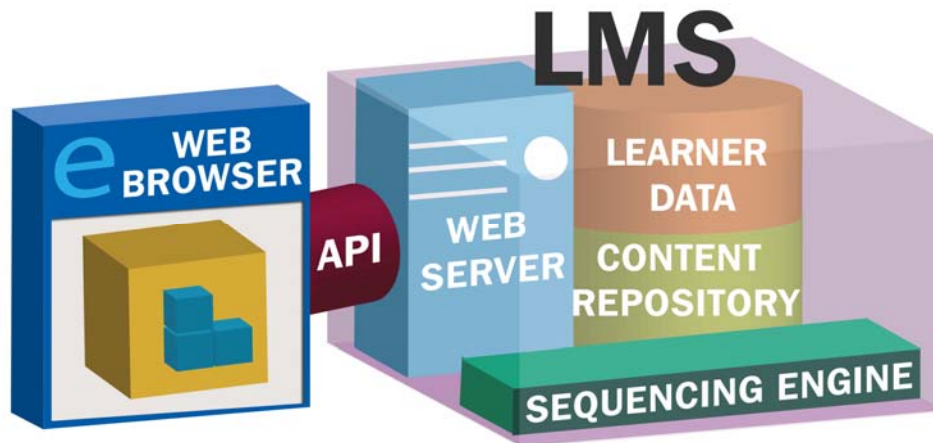 LMS
e
WEB
BROWSER
API
WEB
SERVER
LEARNER
DATA
CONTENT
REPOSITORY
SEQUENCING ENGINE